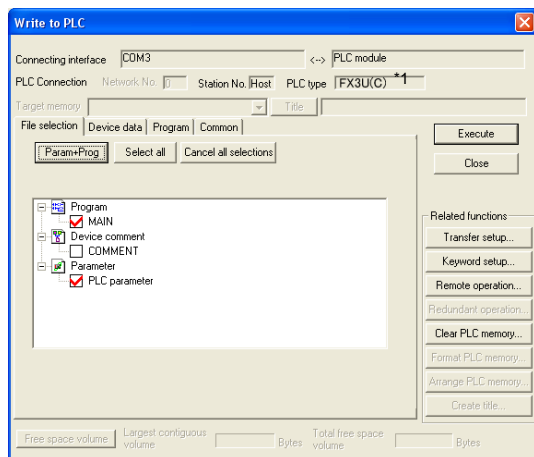 Write to PLC
Connecting interface COM3 <--> PLC module
PLC Connection Network No. 0 Station No. Host PLC type FX3U(C) *1
Target memory Title
File selection Device data Program Common
Execute
Param+Prog Select all Cancel all selections
Close
Program
MAIN
Device comment
COMMENT
Parameter
PLC parameter
Related functions
Transfer setup...
Keyword setup...
Remote operation...
Redundant operation...
Clear PLC memory...
Format PLC memory...
Arrange PLC memory...
Create title...
Free space volume Largest contiguous volume Bytes Total free space volume Bytes